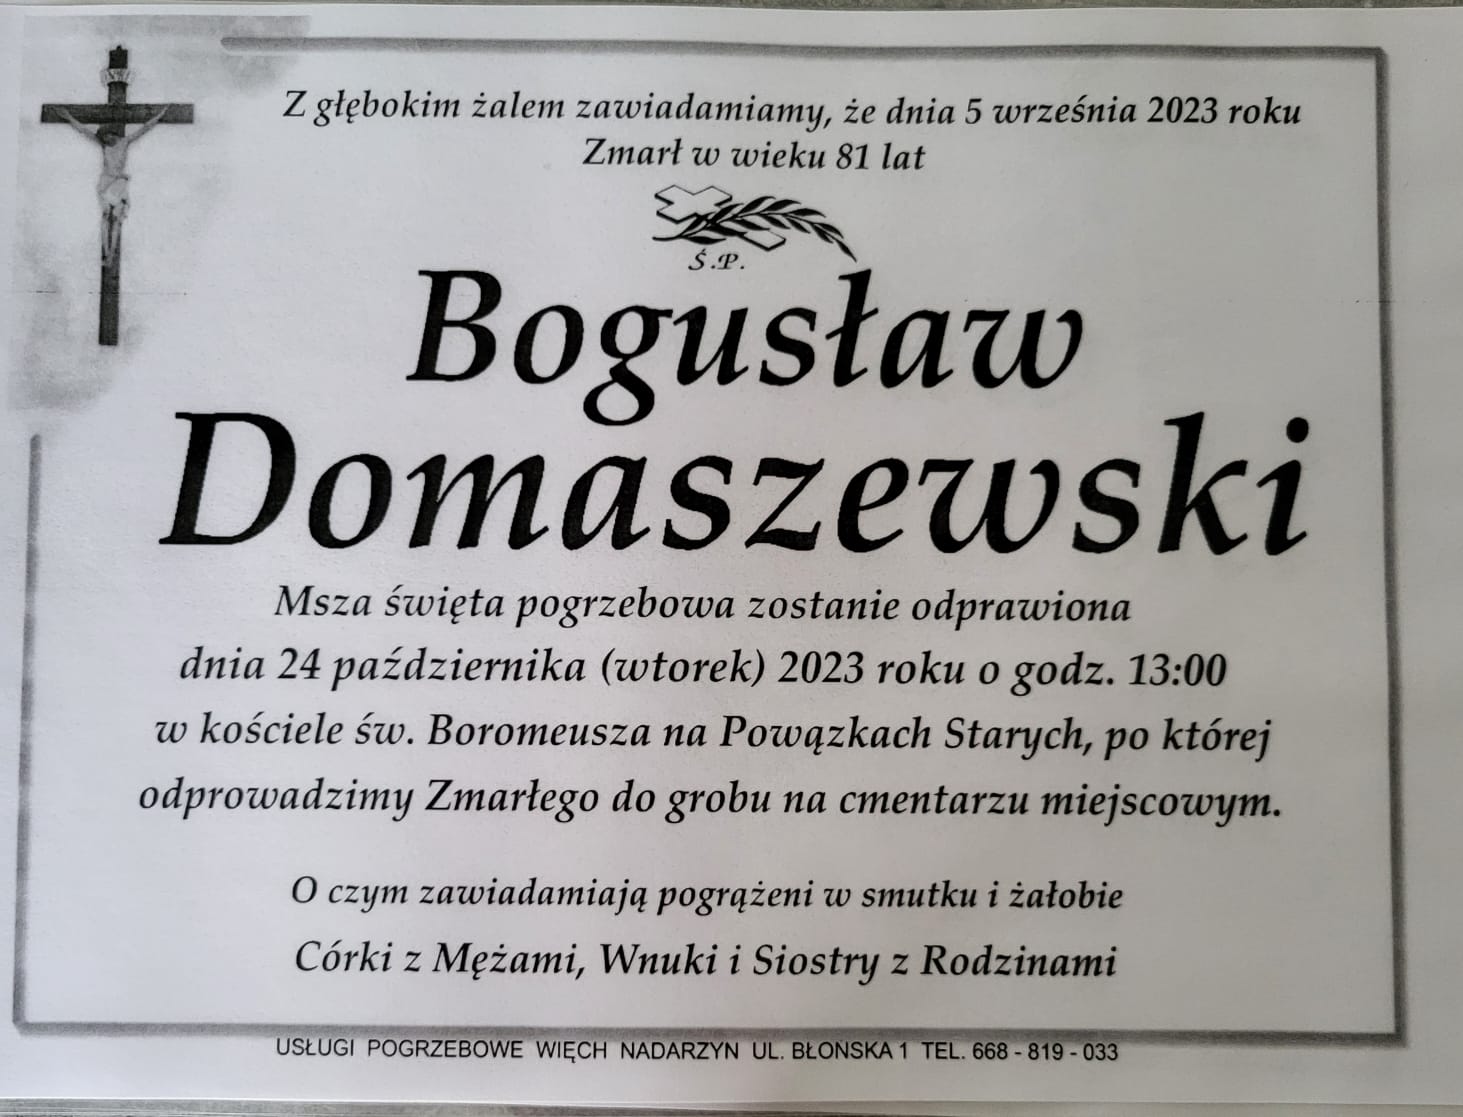 Z głębokim żalem zawiadamiamy, że dnia 5 września 2023 roku
Zmarł w wieku 81 lat
Ś.P.
Bogusław
Domaszewski
Msza święta pogrzebowa zostanie odprawiona
dnia 24 października (wtorek) 2023 roku o godz. 13:00
w kościele św. Boromeusza na Powązkach Starych, po której
odprowadzimy Zmarłego do grobu na cmentarzu miejscowym.
O czym zawiadamiają pogrążeni w smutku i żałobie
Córki z Mężami, Wnuki i Siostry z Rodzinami
USŁUGI POGRZEBOWE WIĘCH NADARZYN UL. BŁOŃSKA 1 TEL. 668 - 819 - 033